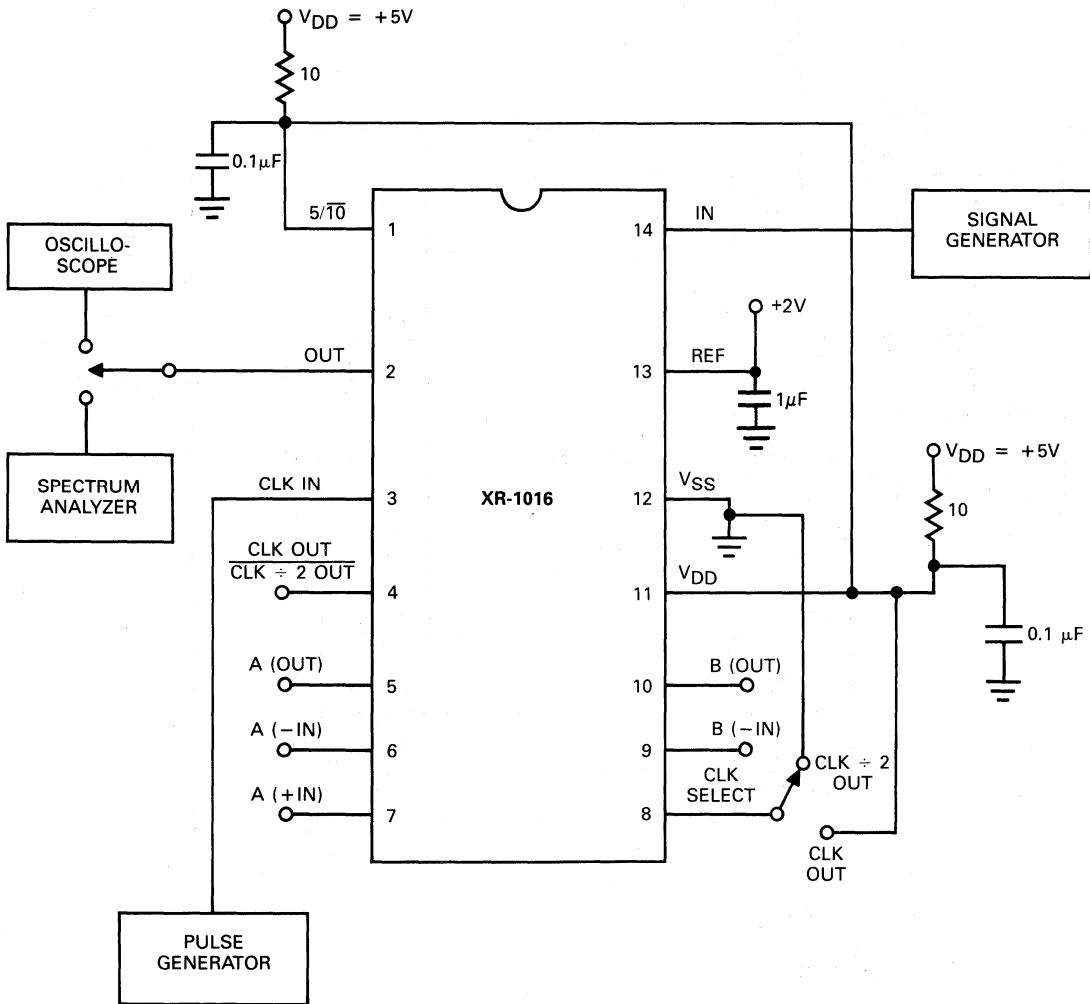 V_DD = +5V
10
0.1μF
5/1̅0̅
1
14
IN
SIGNAL
GENERATOR
OSCILLO-
SCOPE
+2V
OUT
2
13
REF
1μF
V_DD = +5V
SPECTRUM
ANALYZER
CLK IN
3
XR-1016
12
V_SS
10
CLK OUT
CLK ÷ 2 OUT
4
11
V_DD
0.1 μF
A (OUT)
5
10
B (OUT)
A (−IN)
6
9
B (−IN)
CLK ÷ 2
OUT
CLK
SELECT
A (+IN)
7
8
CLK
OUT
PULSE
GENERATOR